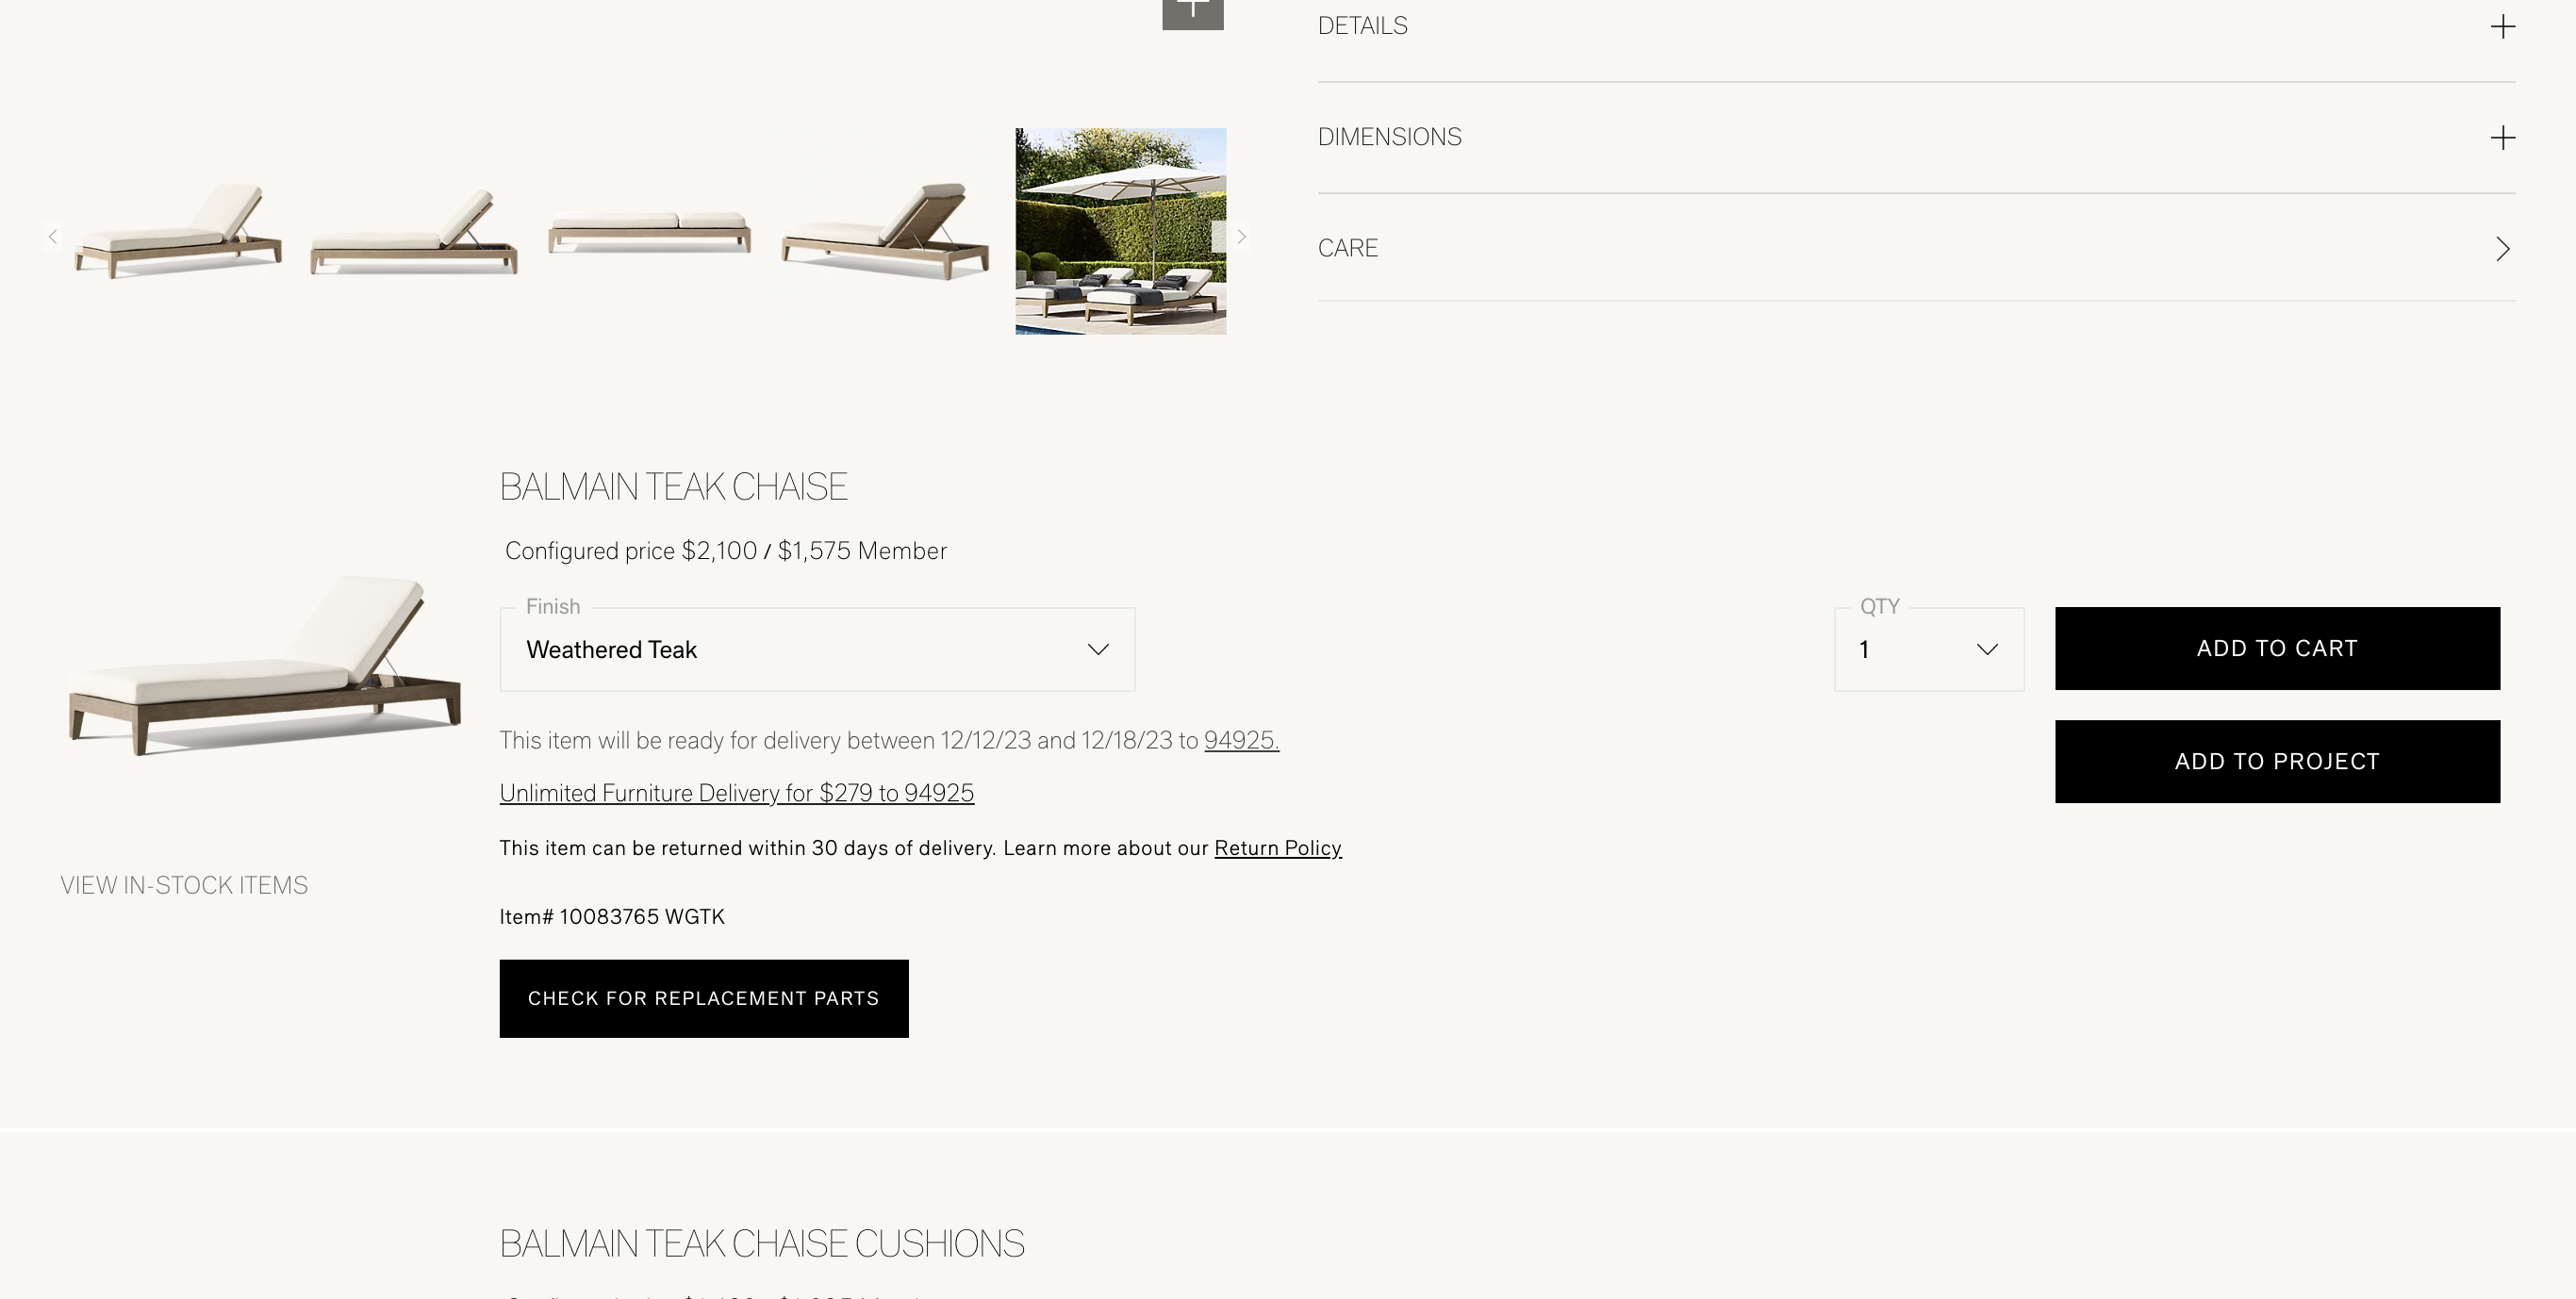 DETAILS
DIMENSIONS
CARE
BALMAIN TEAK CHAISE
Configured price $2,100 / $1,575 Member
Finish
Weathered Teak
QTY
1
ADD TO CART
This item will be ready for delivery between 12/12/23 and 12/18/23 to 94925.
ADD TO PROJECT
Unlimited Furniture Delivery for $279 to 94925
This item can be returned within 30 days of delivery. Learn more about our Return Policy
VIEW IN-STOCK ITEMS
Item# 10083765 WGTK
CHECK FOR REPLACEMENT PARTS
BALMAIN TEAK CHAISE CUSHIONS